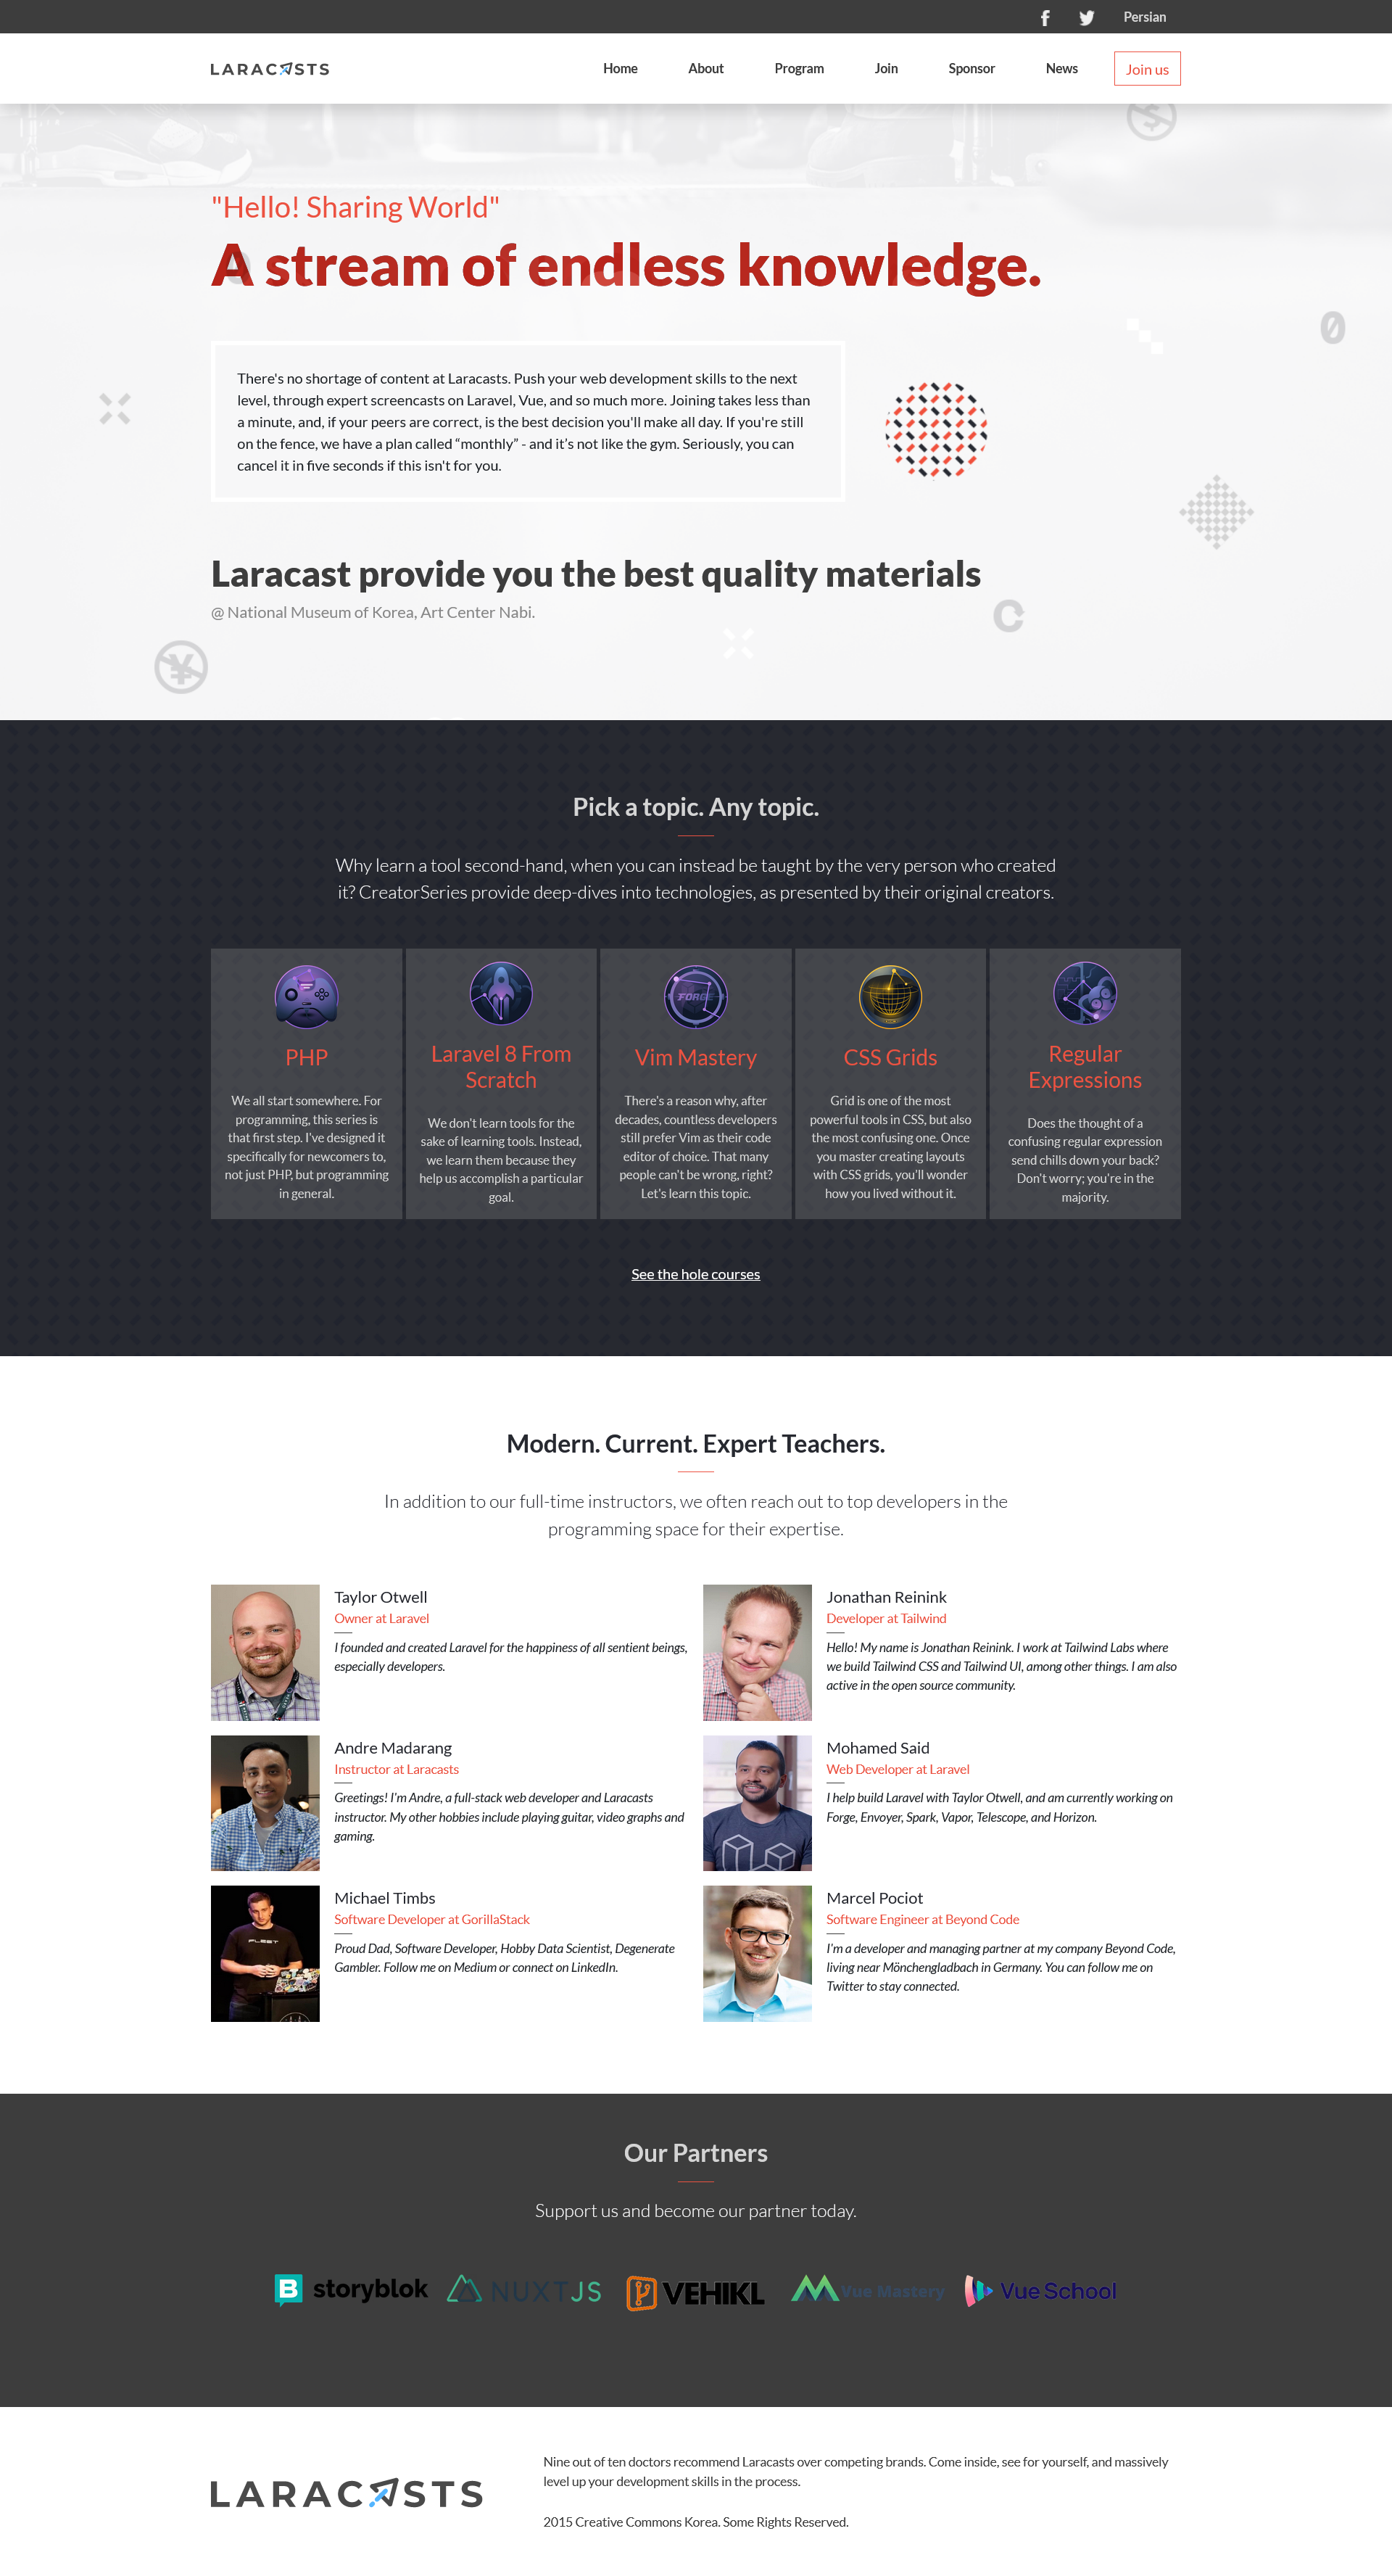 Persian
LARACASTS
Home About Program Join Sponsor News Join us
"Hello! Sharing World"
A stream of endless knowledge.
There's no shortage of content at Laracasts. Push your web development skills to the next
level, through expert screencasts on Laravel, Vue, and so much more. Joining takes less than
a minute, and, if your peers are correct, is the best decision you'll make all day. If you're still
on the fence, we have a plan called “monthly” - and it’s not like the gym. Seriously, you can
cancel it in five seconds if this isn't for you.
Laracast provide you the best quality materials
@ National Museum of Korea, Art Center Nabi.
Pick a topic. Any topic.
Why learn a tool second-hand, when you can instead be taught by the very person who created
it? CreatorSeries provide deep-dives into technologies, as presented by their original creators.
PHP
We all start somewhere. For
programming, this series is
that first step. I've designed it
specifically for newcomers to,
not just PHP, but programming
in general.
Laravel 8 From
Scratch
We don't learn tools for the
sake of learning tools. Instead,
we learn them because they
help us accomplish a particular
goal.
FORGE
Vim Mastery
There's a reason why, after
decades, countless developers
still prefer Vim as their code
editor of choice. That many
people can't be wrong, right?
Let's learn this topic.
CSS Grids
Grid is one of the most
powerful tools in CSS, but also
the most confusing one. Once
you master creating layouts
with CSS grids, you'll wonder
how you lived without it.
Regular
Expressions
Does the thought of a
confusing regular expression
send chills down your back?
Don't worry; you're in the
majority.
See the hole courses
Modern. Current. Expert Teachers.
In addition to our full-time instructors, we often reach out to top developers in the
programming space for their expertise.
Taylor Otwell
Owner at Laravel
I founded and created Laravel for the happiness of all sentient beings,
especially developers.
Jonathan Reinink
Developer at Tailwind
Hello! My name is Jonathan Reinink. I work at Tailwind Labs where
we build Tailwind CSS and Tailwind UI, among other things. I am also
active in the open source community.
Andre Madarang
Instructor at Laracasts
Greetings! I'm Andre, a full-stack web developer and Laracasts
instructor. My other hobbies include playing guitar, video graphs and
gaming.
Mohamed Said
Web Developer at Laravel
I help build Laravel with Taylor Otwell, and am currently working on
Forge, Envoyer, Spark, Vapor, Telescope, and Horizon.
FLEET
Michael Timbs
Software Developer at GorillaStack
Proud Dad, Software Developer, Hobby Data Scientist, Degenerate
Gambler. Follow me on Medium or connect on LinkedIn.
Marcel Pociot
Software Engineer at Beyond Code
I'm a developer and managing partner at my company Beyond Code,
living near Mönchengladbach in Germany. You can follow me on
Twitter to stay connected.
Our Partners
Support us and become our partner today.
B storyblok NUXTJS VEHIKL Vue Mastery Vue School
LARACASTS
Nine out of ten doctors recommend Laracasts over competing brands. Come inside, see for yourself, and massively
level up your development skills in the process.
2015 Creative Commons Korea. Some Rights Reserved.